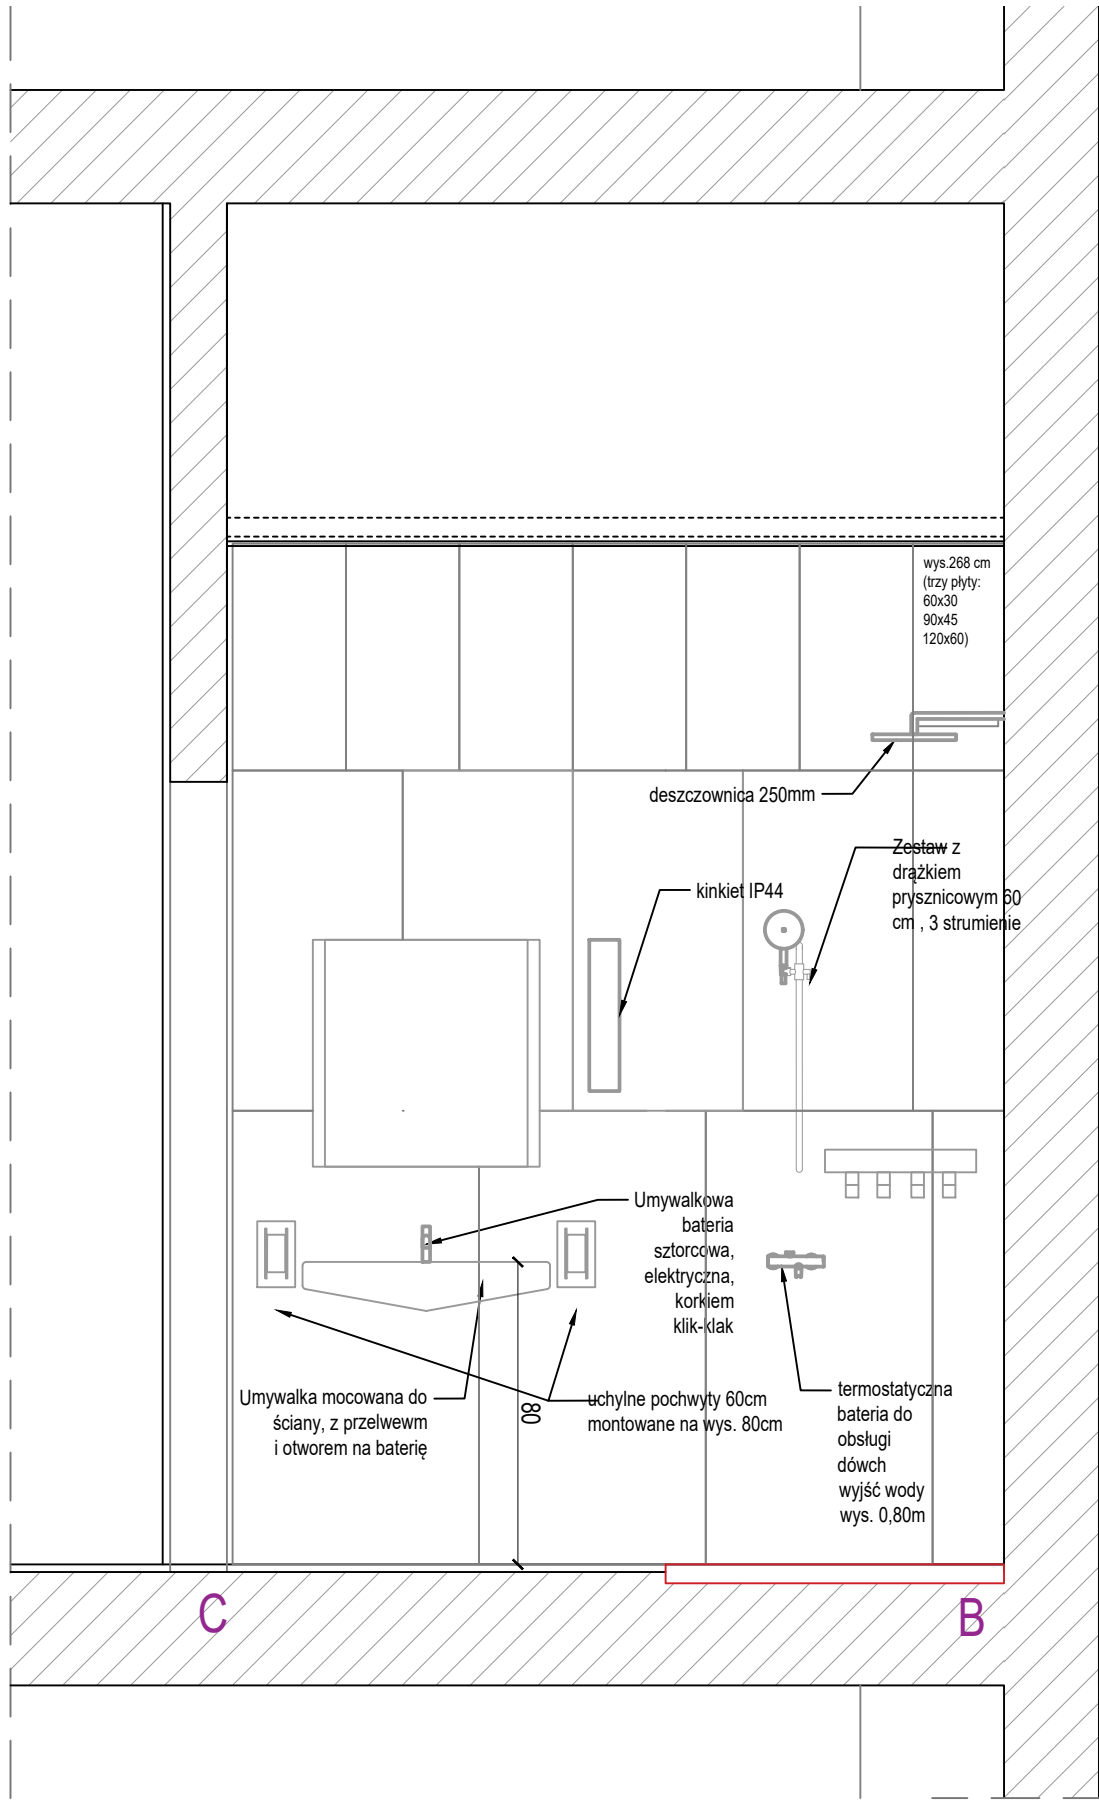 wys.268 cm
(trzy płyty:
60x30
90x45
120x60)
deszczownica 250mm
Zestaw z
drążkiem
prysznicowym 60
cm , 3 strumienie
kinkiet IP44
Umywalkowa
bateria
sztorcowa,
elektryczna,
korkiem
klik-klak
Umywalka mocowana do
ściany, z przelwewm
i otworem na baterię
80
uchylne pochwyty 60cm
montowane na wys. 80cm
termostatyczna
bateria do
obsługi
dówch
wyjść wody
wys. 0,80m
C
B